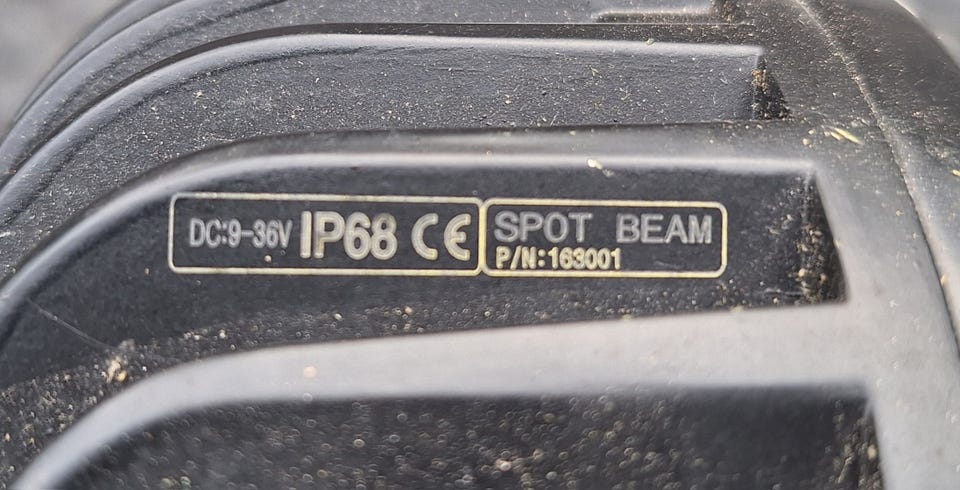 DC:9-36V IP68 CE
SPOT BEAM
P/N:163001